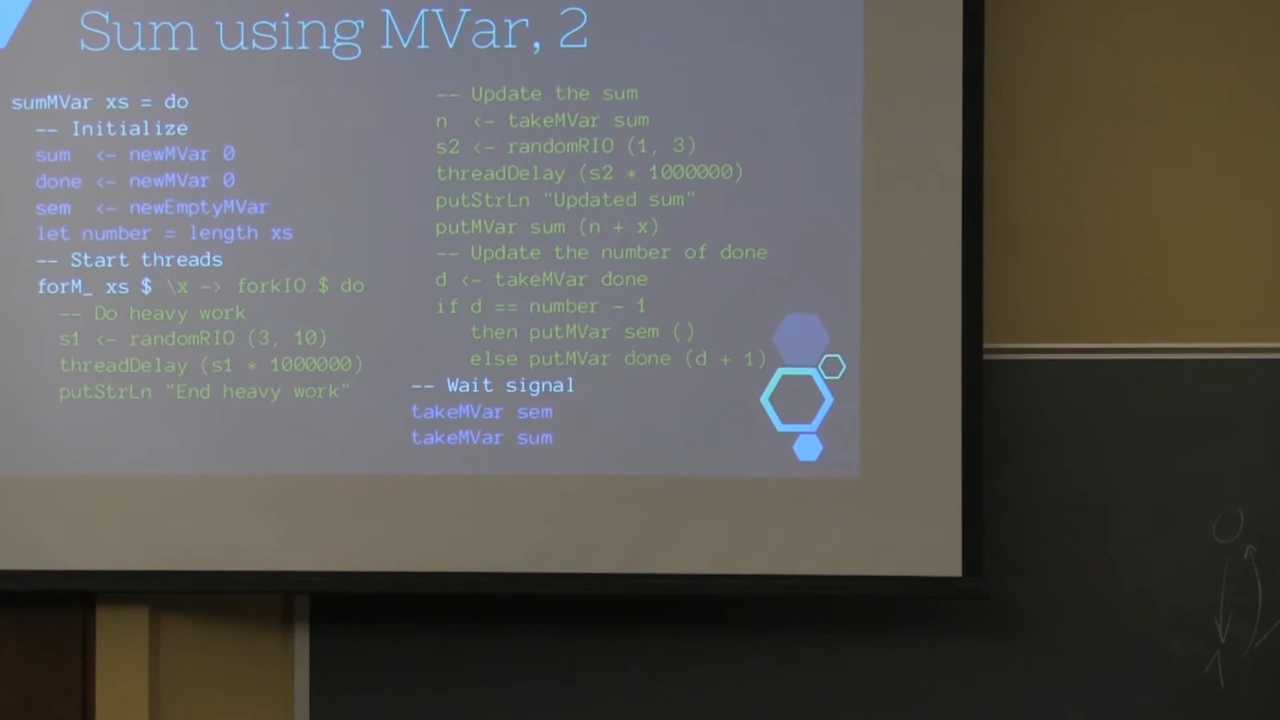 Sum using MVar, 2
sumMVar xs = do
-- Initialize
sum <- newMVar 0
done <- newMVar 0
sem <- newEmptyMVar
let number = length xs
-- Start threads
forM_ xs $ \x -> forkIO $ do
-- Do heavy work
s1 <- randomRIO (3, 10)
threadDelay (s1 * 1000000)
putStrLn "End heavy work"
-- Update the sum
n <- takeMVar sum
s2 <- randomRIO (1, 3)
threadDelay (s2 * 1000000)
putStrLn "Updated sum"
putMVar sum (n + x)
-- Update the number of done
d <- takeMVar done
if d == number - 1
then putMVar sem ()
else putMVar done (d + 1)
-- Wait signal
takeMVar sem
takeMVar sum